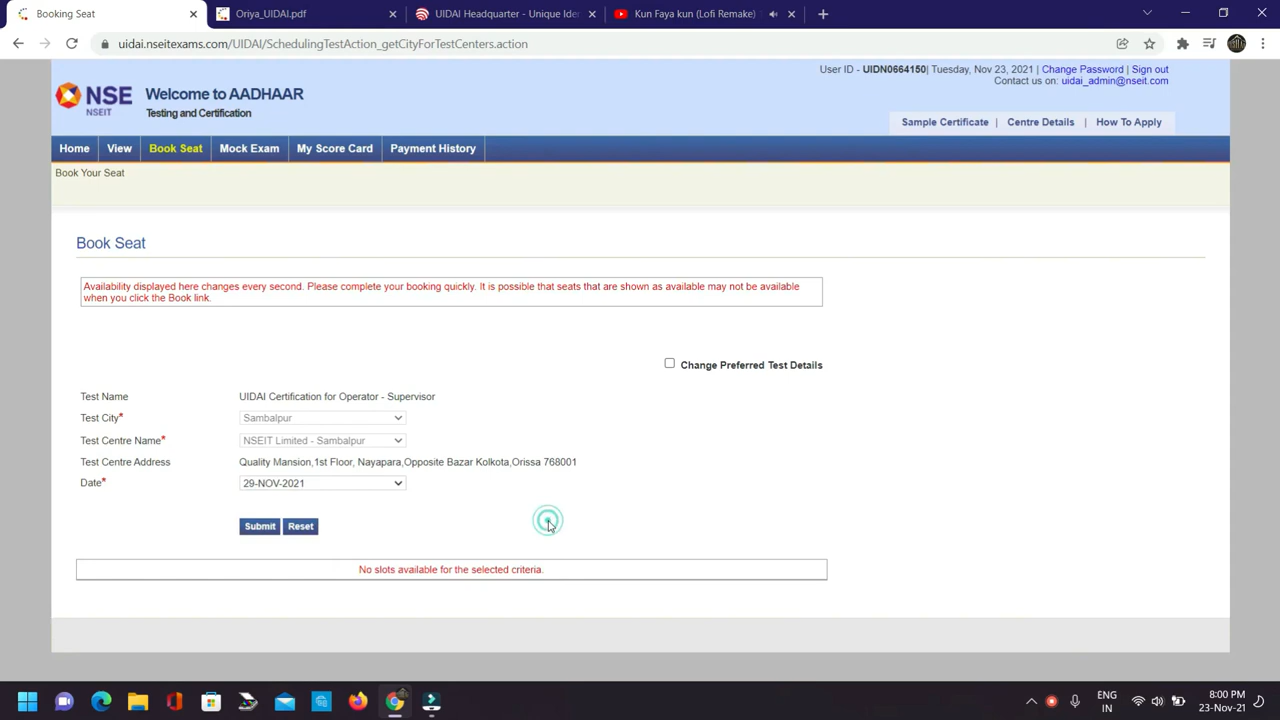 Booking Seat
Oriya_UIDAI.pdf
UIDAI Headquarter - Unique Iden
Kun Faya kun (Lofi Remake)
uidai.nseitexams.com/UIDAI/SchedulingTestAction_getCityForTestCenters.action
User ID - UIDN0664150| Tuesday, Nov 23, 2021 | Change Password | Sign out
Contact us on: uidai_admin@nseit.com
NSE
NSEIT
Welcome to AADHAAR
Testing and Certification
Sample Certificate | Centre Details | How To Apply
Home View Book Seat Mock Exam My Score Card Payment History
Book Your Seat
Book Seat
Availability displayed here changes every second. Please complete your booking quickly. It is possible that seats that are shown as available may not be available
when you click the Book link.
Change Preferred Test Details
Test Name UIDAI Certification for Operator - Supervisor
Test City* Sambalpur
Test Centre Name* NSEIT Limited - Sambalpur
Test Centre Address Quality Mansion,1st Floor, Nayapara,Opposite Bazar Kolkota,Orissa 768001
Date* 29-NOV-2021
Submit Reset
No slots available for the selected criteria.
ENG
IN
8:00 PM
23-Nov-21